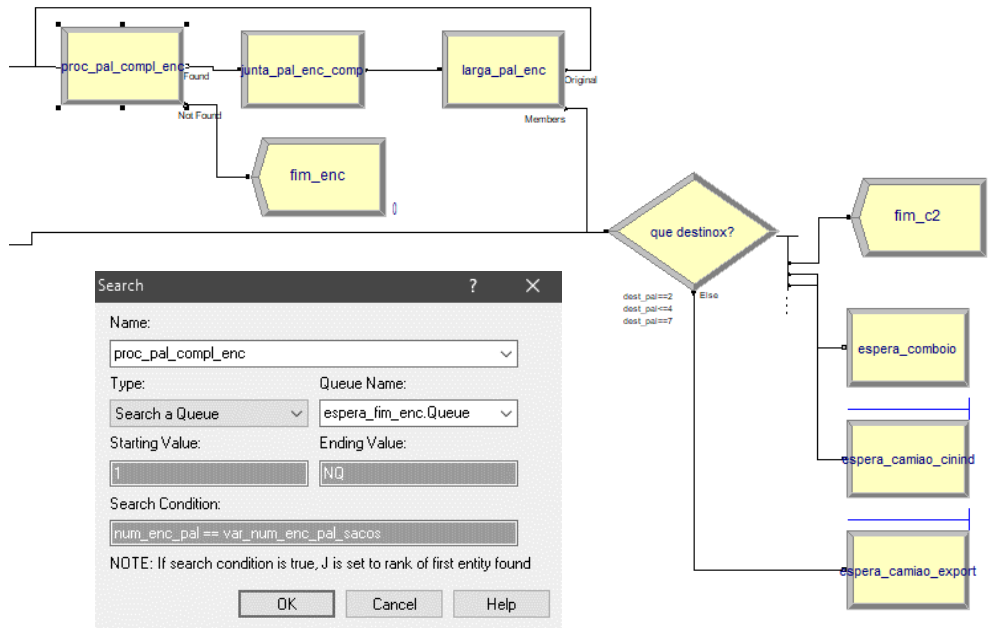 proc_pal_compl_enc
Found
Not Found
junta_pal_enc_comp
larga_pal_enc
Original
Members
fim_enc
0
que destinox?
dest_pal==2
dest_pal<=4
dest_pal==7
Else
fim_c2
espera_comboio
espera_camiao_cinind
espera_camiao_export
Search
?
Name:
proc_pal_compl_enc
Type:
Queue Name:
Search a Queue
espera_fim_enc.Queue
Starting Value:
Ending Value:
1
NQ
Search Condition:
num_enc_pal == var_num_enc_pal_sacos
NOTE: If search condition is true, J is set to rank of first entity found
OK
Cancel
Help